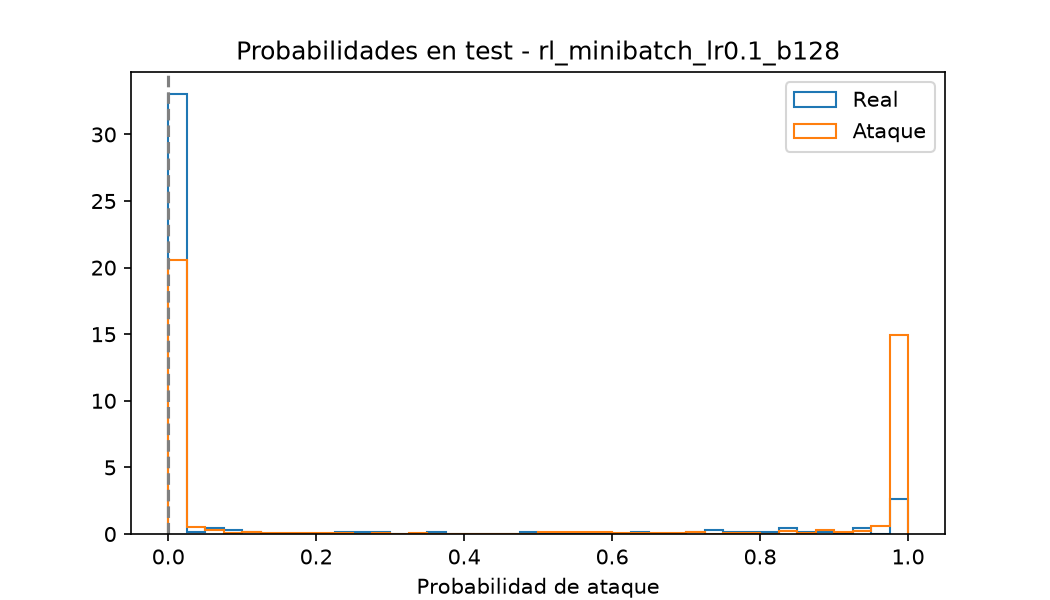 Probabilidades en test - rl_minibatch_lr0.1_b128
Real
Ataque
30
25
20
15
10
5
0
0.0 0.2 0.4 0.6 0.8 1.0
Probabilidad de ataque